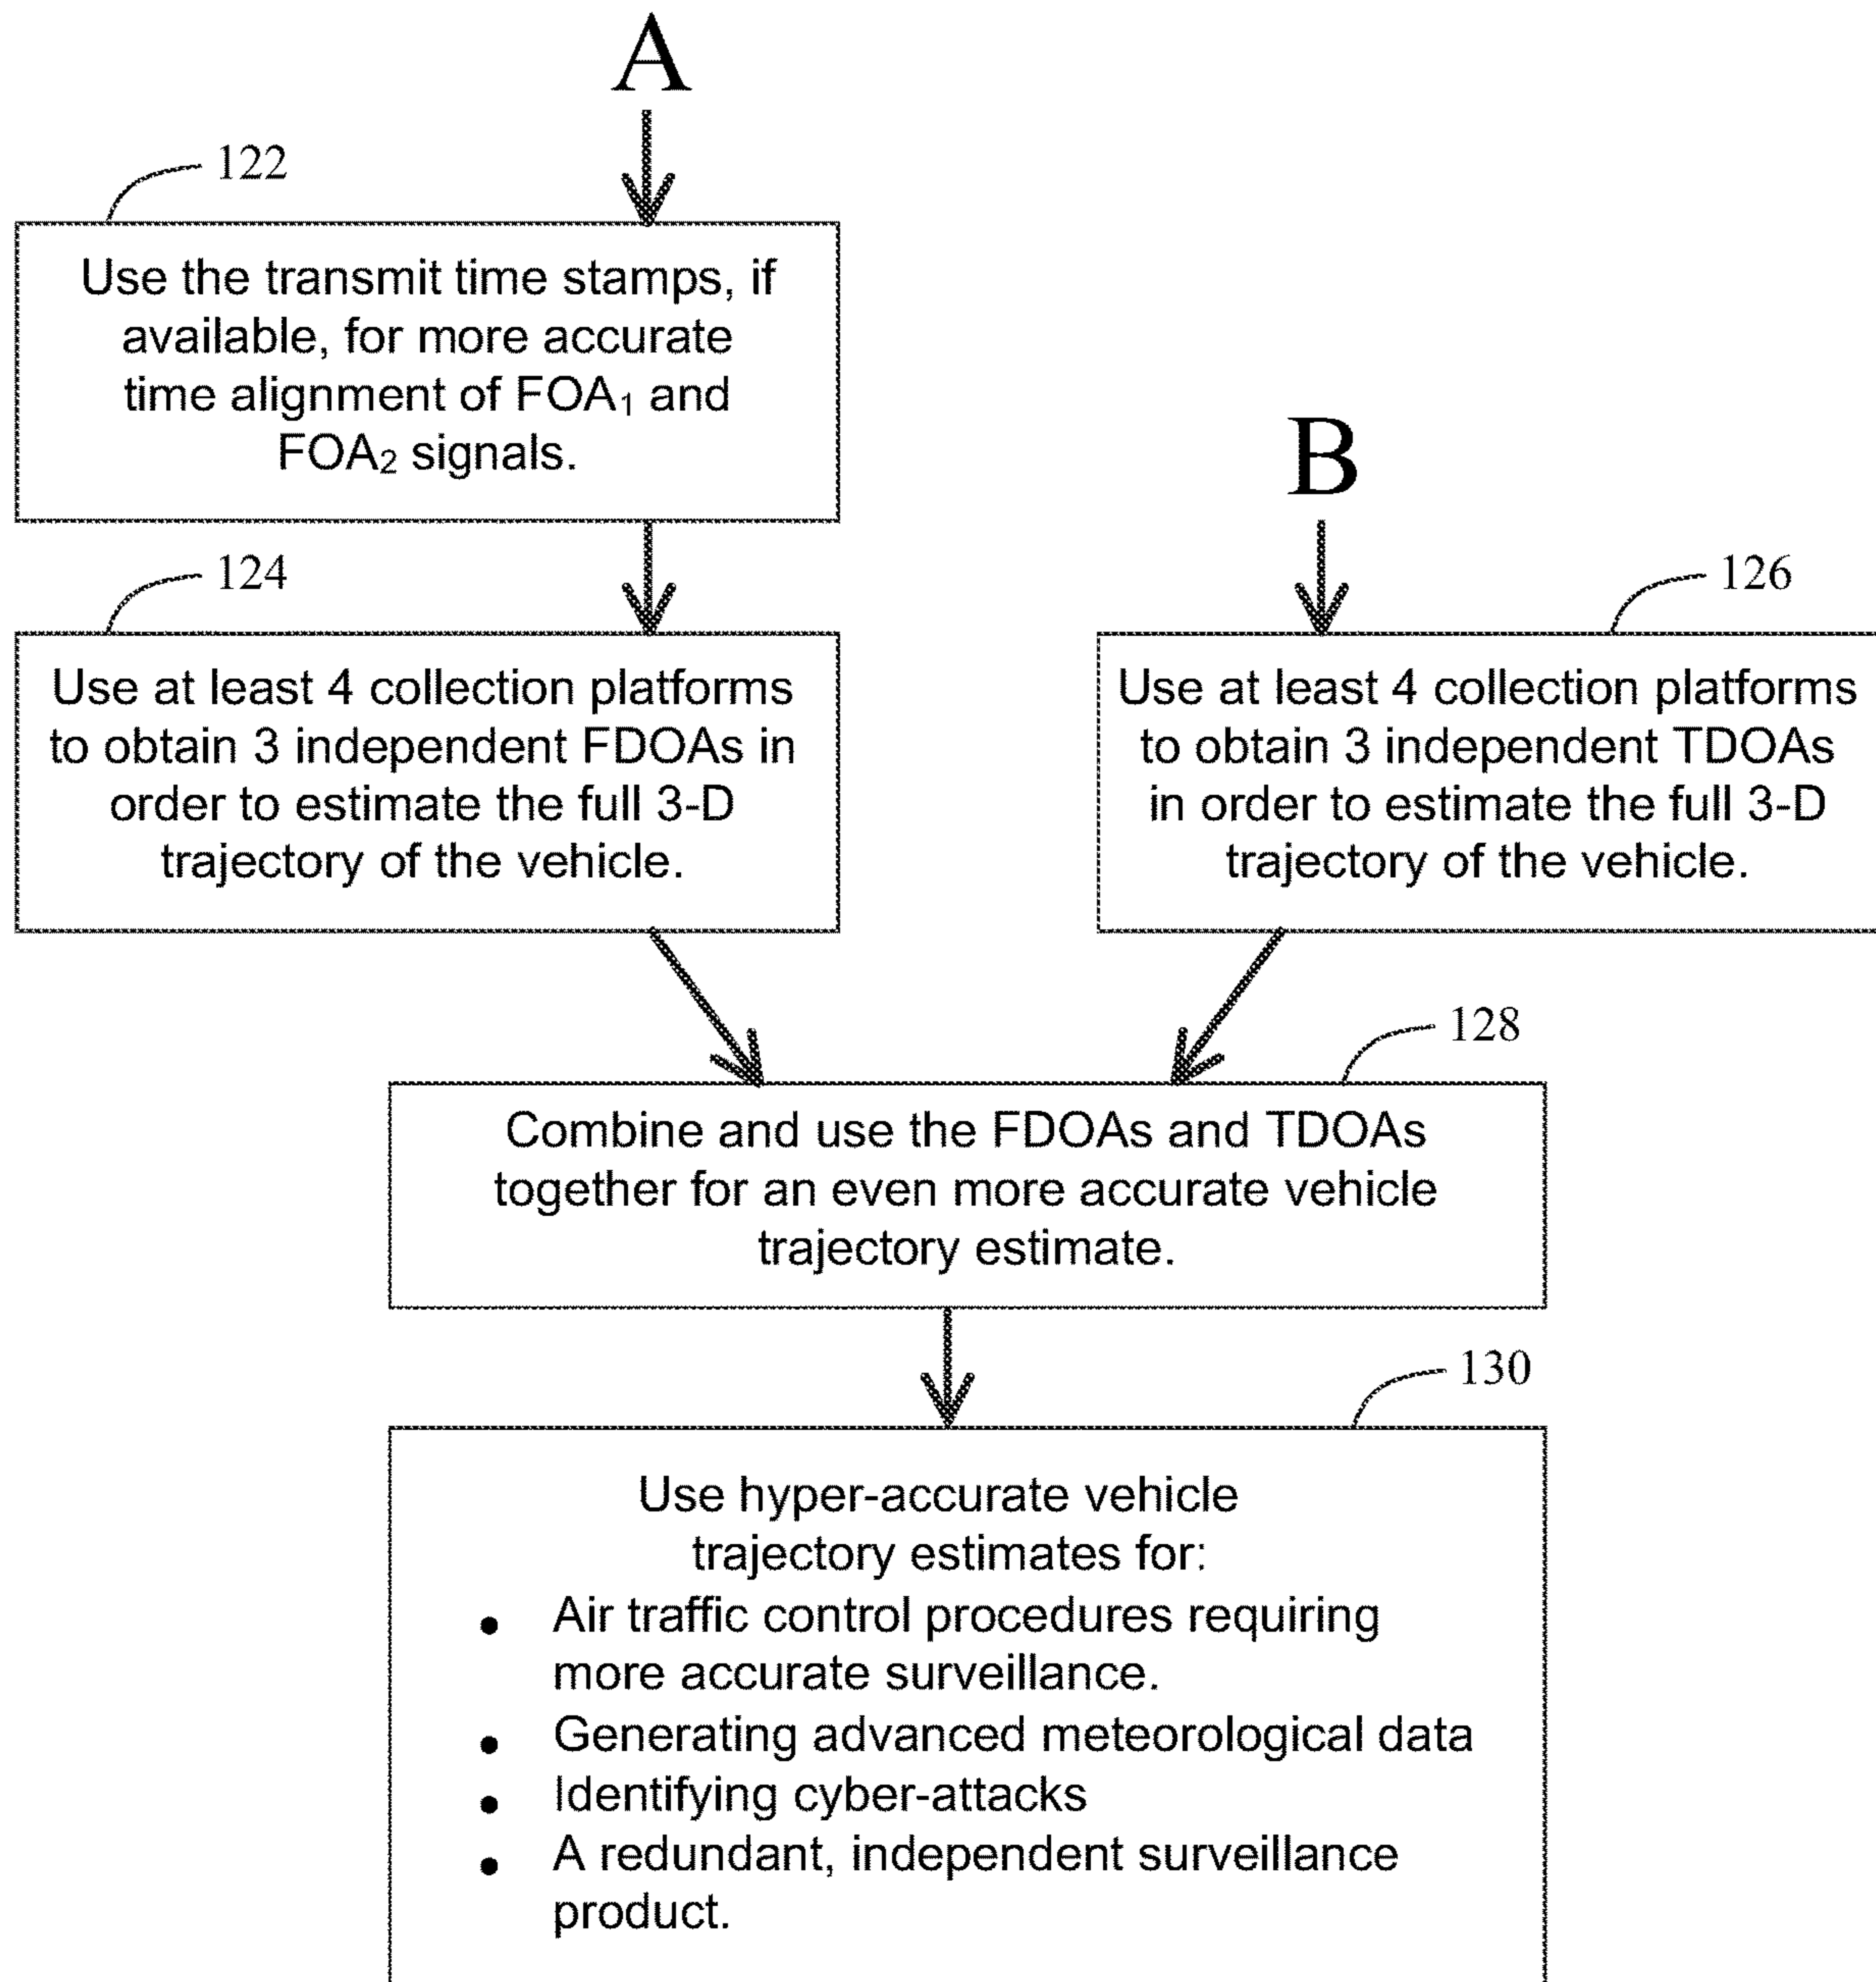 A
122
Use the transmit time stamps, if
available, for more accurate
time alignment of FOA₁ and
FOA₂ signals.
B
124
Use at least 4 collection platforms
to obtain 3 independent FDOAs in
order to estimate the full 3-D
trajectory of the vehicle.
126
Use at least 4 collection platforms
to obtain 3 independent TDOAs
in order to estimate the full 3-D
trajectory of the vehicle.
128
Combine and use the FDOAs and TDOAs
together for an even more accurate vehicle
trajectory estimate.
130
Use hyper-accurate vehicle
trajectory estimates for:
• Air traffic control procedures requiring
more accurate surveillance.
• Generating advanced meteorological data
• Identifying cyber-attacks
• A redundant, independent surveillance
product.